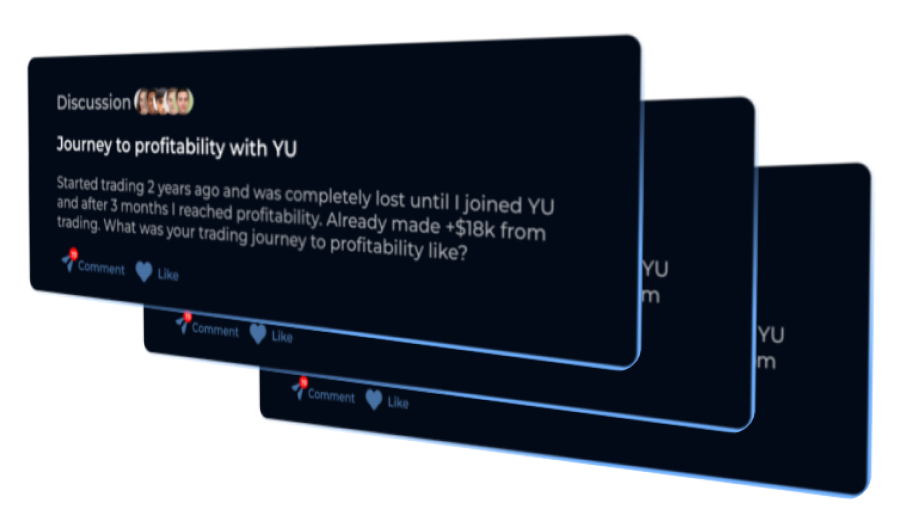 Discussion
Journey to profitability with YU
Started trading 2 years ago and was completely lost until I joined YU
and after 3 months I reached profitability. Already made +$18k from
trading. What was your trading journey to profitability like?
Comment Like
YU
m
Comment Like
YU
m
Comment Like